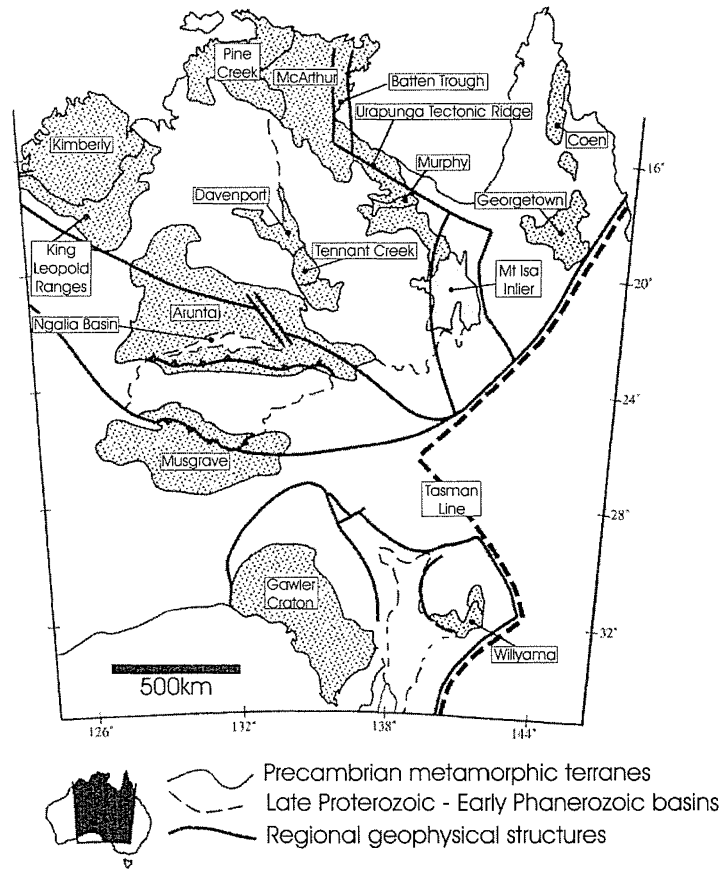 Pine
Creek
McArthur
Batten Trough
Urapunga Tectonic Ridge
Kimberly
Coen
Murphy
16°
Davenport
Georgetown
King
Leopold
Ranges
Tennant Creek
Mt Isa
Inlier
20°
Arunta
Ngalia Basin
24°
Musgrave
Tasman
Line
28°
Gawler
Craton
32°
Willyama
500km
126°
132°
138°
144°
Precambrian metamorphic terranes
Late Proterozoic - Early Phanerozoic basins
Regional geophysical structures